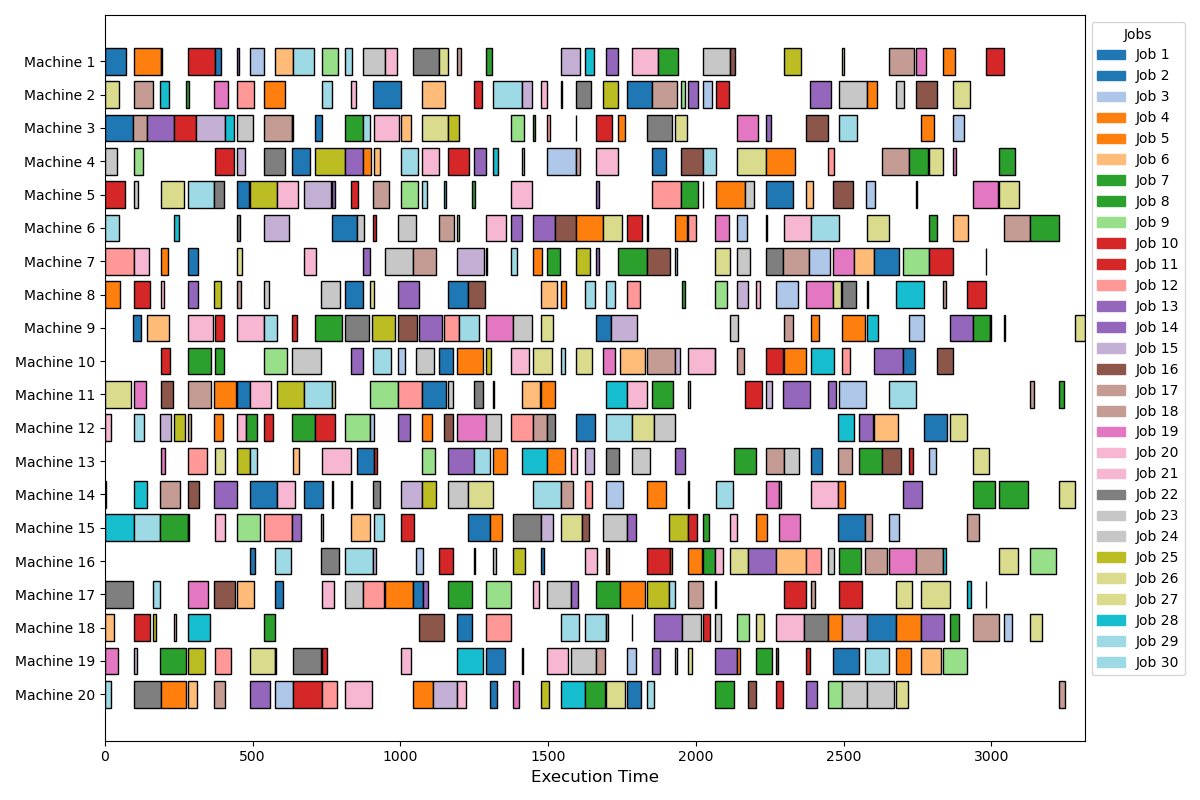 Machine 1
Machine 2
Machine 3
Machine 4
Machine 5
Machine 6
Machine 7
Machine 8
Machine 9
Machine 10
Machine 11
Machine 12
Machine 13
Machine 14
Machine 15
Machine 16
Machine 17
Machine 18
Machine 19
Machine 20
0 500 1000 1500 2000 2500 3000
Execution Time
Jobs
Job 1
Job 2
Job 3
Job 4
Job 5
Job 6
Job 7
Job 8
Job 9
Job 10
Job 11
Job 12
Job 13
Job 14
Job 15
Job 16
Job 17
Job 18
Job 19
Job 20
Job 21
Job 22
Job 23
Job 24
Job 25
Job 26
Job 27
Job 28
Job 29
Job 30